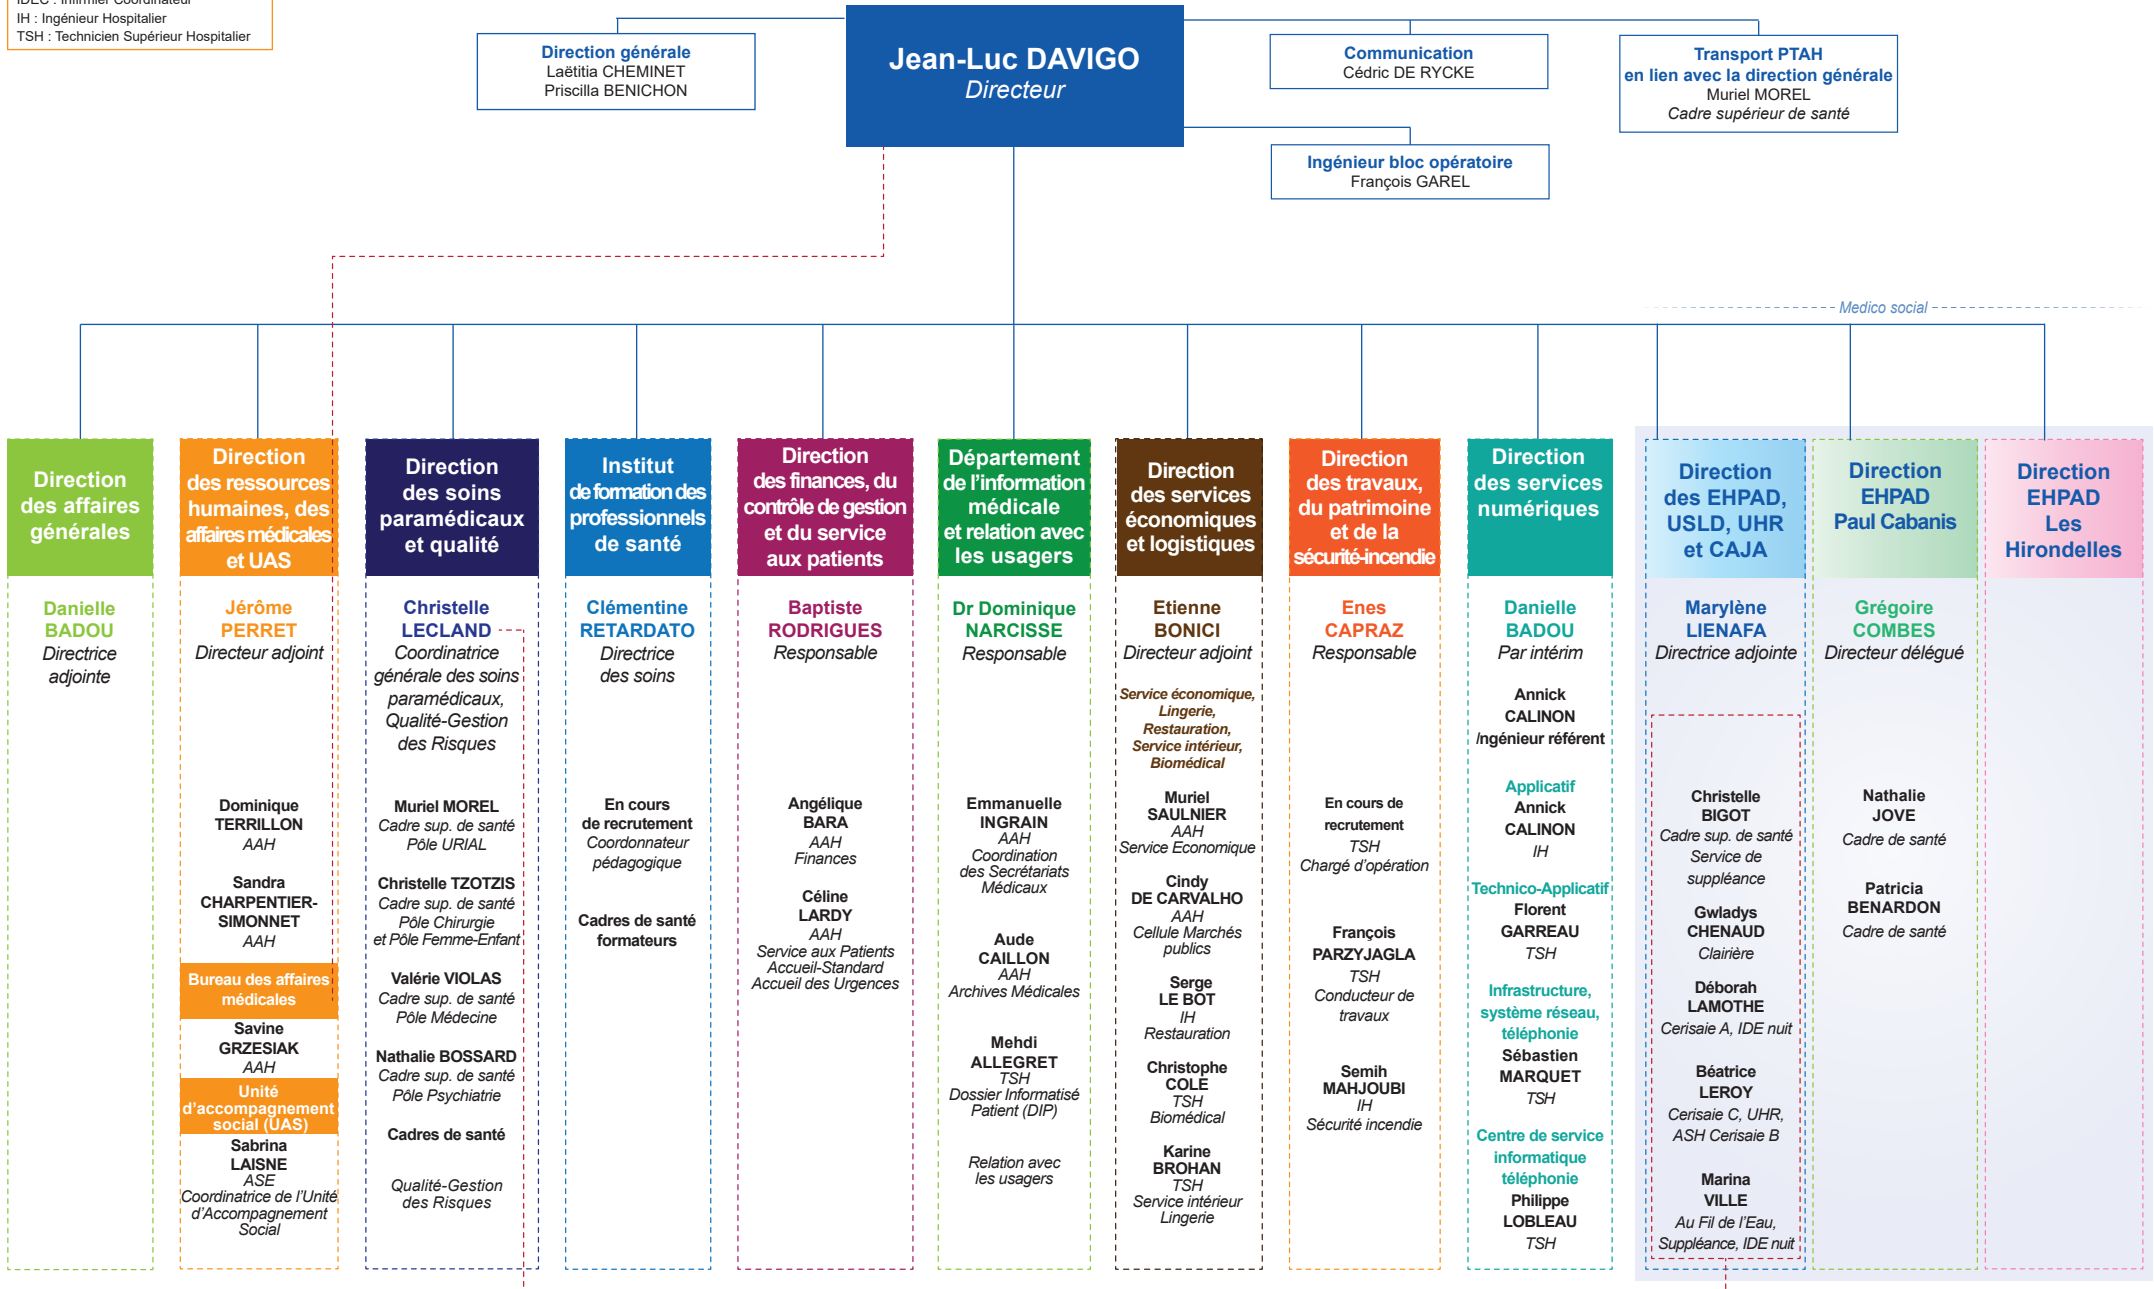 IDEC : Infirmier Coordinateur
IH : Ingénieur Hospitalier
TSH : Technicien Supérieur Hospitalier
Direction générale
Laëtitia CHEMINET
Priscilla BENICHON
Jean-Luc DAVIGO
Directeur
Communication
Cédric DE RYCKE
Transport PTAH
en lien avec la direction générale
Muriel MOREL
Cadre supérieur de santé
Ingénieur bloc opératoire
François GAREL
Medico social
Direction
des affaires
générales
Danielle
BADOU
Directrice
adjointe
Direction
des ressources
humaines, des
affaires médicales
et UAS
Jérôme
PERRET
Directeur adjoint
Dominique
TERRILLON
AAH
Sandra
CHARPENTIER-
SIMONNET
AAH
Bureau des affaires
médicales
Savine
GRZESIAK
AAH
Unité
d'accompagnement
social (UAS)
Sabrina
LAISNE
ASE
Coordinatrice de l'Unité
d'Accompagnement
Social
Direction
des soins
paramédicaux
et qualité
Christelle
LECLAND
Coordinatrice
générale des soins
paramédicaux,
Qualité-Gestion
des Risques
Muriel MOREL
Cadre sup. de santé
Pôle URIAL
Christelle TZOTZIS
Cadre sup. de santé
Pôle Chirurgie
et Pôle Femme-Enfant
Valérie VIOLAS
Cadre sup. de santé
Pôle Médecine
Nathalie BOSSARD
Cadre sup. de santé
Pôle Psychiatrie
Cadres de santé
Qualité-Gestion
des Risques
Institut
de formation des
professionnels
de santé
Clémentine
RETARDATO
Directrice
des soins
En cours
de recrutement
Coordonnateur
pédagogique
Cadres de santé
formateurs
Direction
des finances, du
contrôle de gestion
et du service
aux patients
Baptiste
RODRIGUES
Responsable
Angélique
BARA
AAH
Finances
Céline
LARDY
AAH
Service aux Patients
Accueil-Standard
Accueil des Urgences
Département
de l'information
médicale
et relation avec
les usagers
Dr Dominique
NARCISSE
Responsable
Emmanuelle
INGRAIN
AAH
Coordination
des Secrétariats
Médicaux
Aude
CAILLON
AAH
Archives Médicales
Mehdi
ALLEGRET
TSH
Dossier Informatisé
Patient (DIP)
Relation avec
les usagers
Direction
des services
économiques
et logistiques
Etienne
BONICI
Directeur adjoint
Service économique,
Lingerie,
Restauration,
Service intérieur,
Biomédical
Muriel
SAULNIER
AAH
Service Economique
Cindy
DE CARVALHO
AAH
Cellule Marchés
publics
Serge
LE BOT
IH
Restauration
Christophe
COLE
TSH
Biomédical
Karine
BROHAN
TSH
Service intérieur
Lingerie
Direction
des travaux,
du patrimoine
et de la
sécurité-incendie
Enes
CAPRAZ
Responsable
En cours de
recrutement
TSH
Chargé d'opération
François
PARZYJAGLA
TSH
Conducteur de
travaux
Semih
MAHJOUBI
IH
Sécurité incendie
Direction
des services
numériques
Danielle
BADOU
Par intérim
Annick
CALINON
Ingénieur référent
Applicatif
Annick
CALINON
IH
Technico-Applicatif
Florent
GARREAU
TSH
Infrastructure,
système réseau,
téléphonie
Sébastien
MARQUET
TSH
Centre de service
informatique
téléphonie
Philippe
LOBLEAU
TSH
Direction
des EHPAD,
USLD, UHR
et CAJA
Marylène
LIENAFA
Directrice adjointe
Christelle
BIGOT
Cadre sup. de santé
Service de
suppléance
Gwladys
CHENAUD
Clairière
Déborah
LAMOTHE
Cerisaie A, IDE nuit
Béatrice
LEROY
Cerisaie C, UHR,
ASH Cerisaie B
Marina
VILLE
Au Fil de l'Eau,
Suppléance, IDE nuit
Direction
EHPAD
Paul Cabanis
Grégoire
COMBES
Directeur délégué
Nathalie
JOVE
Cadre de santé
Patricia
BENARDON
Cadre de santé
Direction
EHPAD
Les
Hirondelles